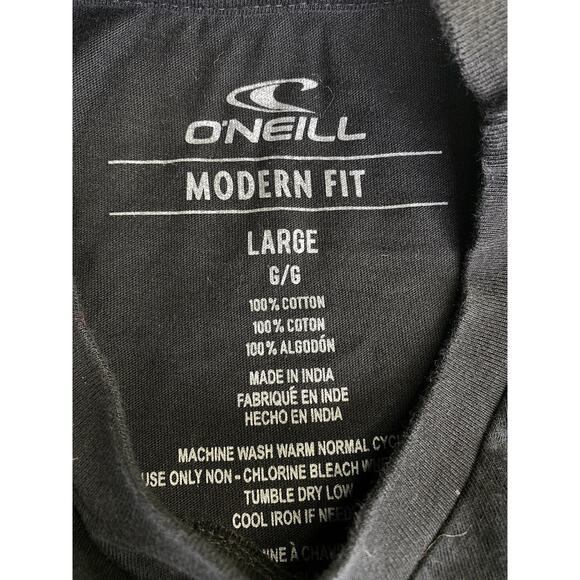 O'NEILL
MODERN FIT
LARGE
G/G
100% COTTON
100% COTON
100% ALGODÓN
MADE IN INDIA
FABRIQUÉ EN INDE
HECHO EN INDIA
MACHINE WASH WARM NORMAL
USE ONLY NON - CHLORINE BLEACH
TUMBLE DRY LOW
COOL IRON IF
À